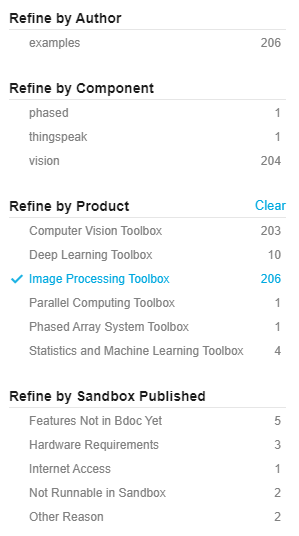 Refine by Author
examples 206
Refine by Component
phased 1
thingspeak 1
vision 204
Refine by Product Clear
Computer Vision Toolbox 203
Deep Learning Toolbox 10
Image Processing Toolbox 206
Parallel Computing Toolbox 1
Phased Array System Toolbox 1
Statistics and Machine Learning Toolbox 4
Refine by Sandbox Published
Features Not in Bdoc Yet 5
Hardware Requirements 3
Internet Access 1
Not Runnable in Sandbox 2
Other Reason 2